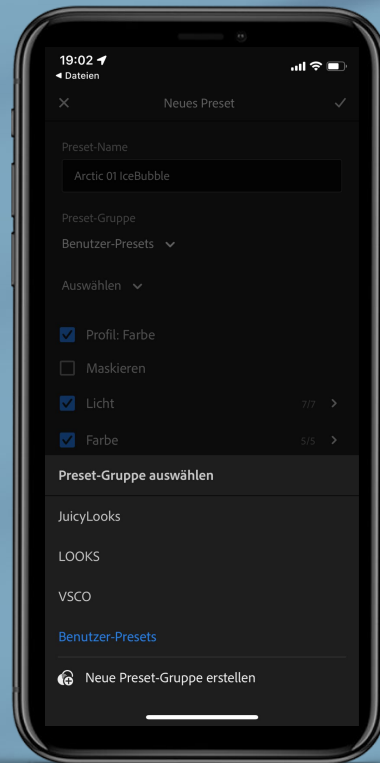 19:02
Dateien
Neues Preset
Preset-Name
Arctic 01 IceBubble
Preset-Gruppe
Benutzer-Presets
Auswählen
Profil: Farbe
Maskieren
Licht 7/7
Farbe 5/5
Preset-Gruppe auswählen
JuicyLooks
LOOKS
VSCO
Benutzer-Presets
Neue Preset-Gruppe erstellen